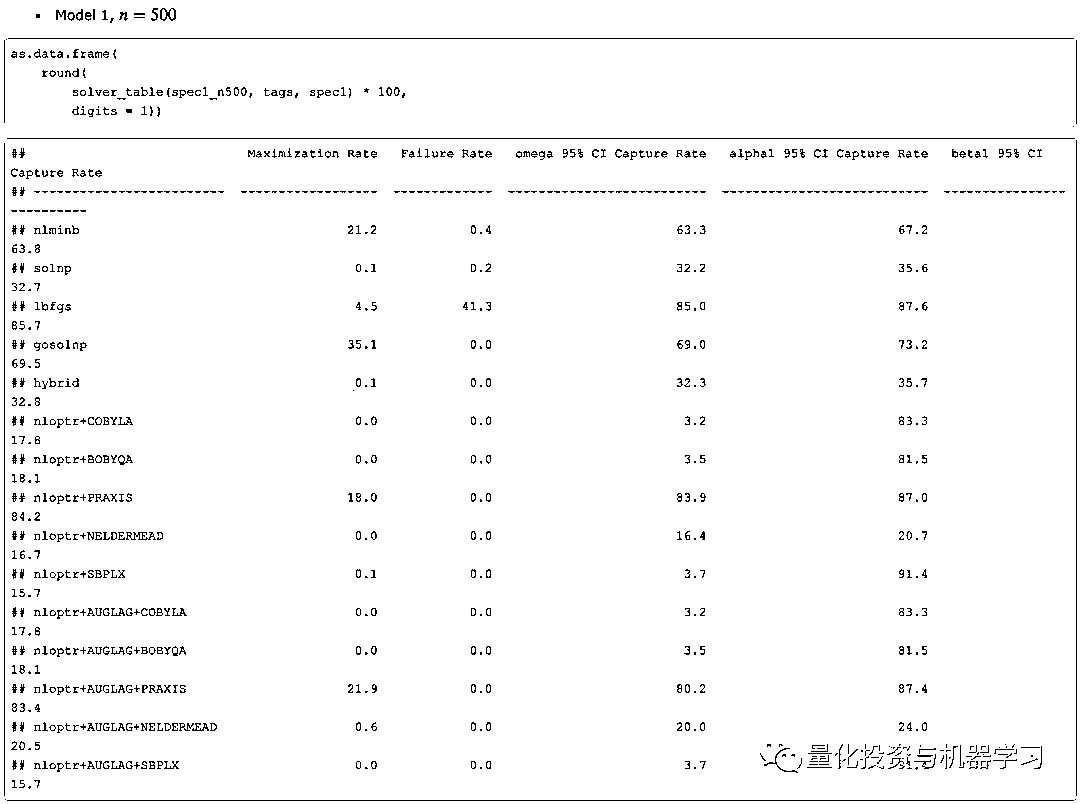 ▪ Model 1, n = 500
as.data.frame(
round(
solver_table(spec1_n500, tags, spec1) * 100,
digits = 1))
## Maximization Rate Failure Rate omega 95% CI Capture Rate alpha1 95% CI Capture Rate beta1 95% CI
Capture Rate
## ------------------------- ------------------ ------------- -------------------------- --------------------------- ----------------
----------
## nlminb 21.2 0.4 63.3 67.2
63.8
## solnp 0.1 0.2 32.2 35.6
32.7
## lbfgs 4.5 41.3 85.0 87.6
85.7
## gosolnp 35.1 0.0 69.0 73.2
69.5
## hybrid 0.1 0.0 32.3 35.7
32.8
## nloptr+COBYLA 0.0 0.0 3.2 83.3
17.8
## nloptr+BOBYQA 0.0 0.0 3.5 81.5
18.1
## nloptr+PRAXIS 18.0 0.0 83.9 87.0
84.2
## nloptr+NELDERMEAD 0.0 0.0 16.4 20.7
16.7
## nloptr+SBPLX 0.1 0.0 3.7 91.4
15.7
## nloptr+AUGLAG+COBYLA 0.0 0.0 3.2 83.3
17.8
## nloptr+AUGLAG+BOBYQA 0.0 0.0 3.5 81.5
18.1
## nloptr+AUGLAG+PRAXIS 21.9 0.0 80.2 87.4
83.4
## nloptr+AUGLAG+NELDERMEAD 0.6 0.0 20.0 24.0
20.5
## nloptr+AUGLAG+SBPLX 0.0 0.0 3.7
量化投资与机器学习
15.7